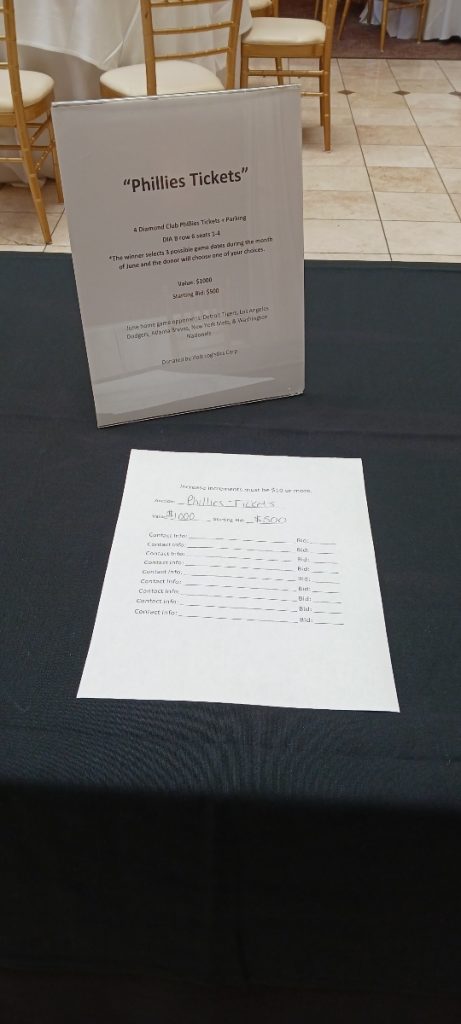 "Phillies Tickets"
4 Diamond Club Phillies Tickets + Parking
DIA B row 6 seats 1-4
*The winner selects 3 possible game dates during the month
of June and the donor will choose one of your choices.
Value: $1000
Starting Bid: $500
June home game opponents: Detroit Tigers, Los Angeles
Dodgers, Atlanta Braves, New York Mets, & Washington
Nationals
Donated by Logistics Corp.
Increase increments must be $10 or more.
Auction: Phillies Tickets
Value: $1000 Starting Bid: $500
Contact Info: Bid:
Contact Info: Bid:
Contact Info: Bid:
Contact Info: Bid:
Contact Info: Bid:
Contact Info: Bid:
Contact Info: Bid:
Contact Info: Bid:
Contact Info: Bid: